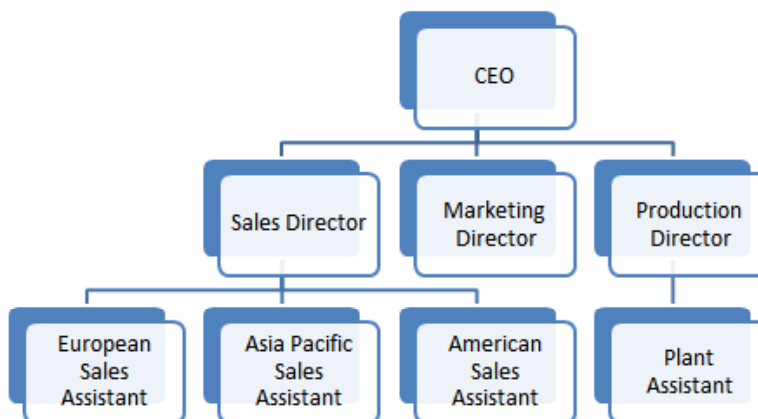 CEO
Sales Director
Marketing
Director
Production
Director
European
Sales
Assistant
Asia Pacific
Sales
Assistant
American
Sales
Assistant
Plant
Assistant